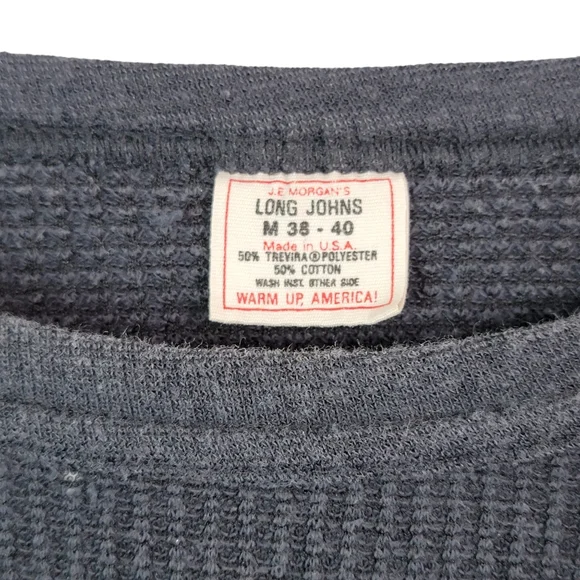 J.E. MORGAN'S
LONG JOHNS
M 38 - 40
Made in U.S.A.
50% TREVIRA®POLYESTER
50% COTTON
WASH INST. OTHER SIDE
WARM UP, AMERICA!